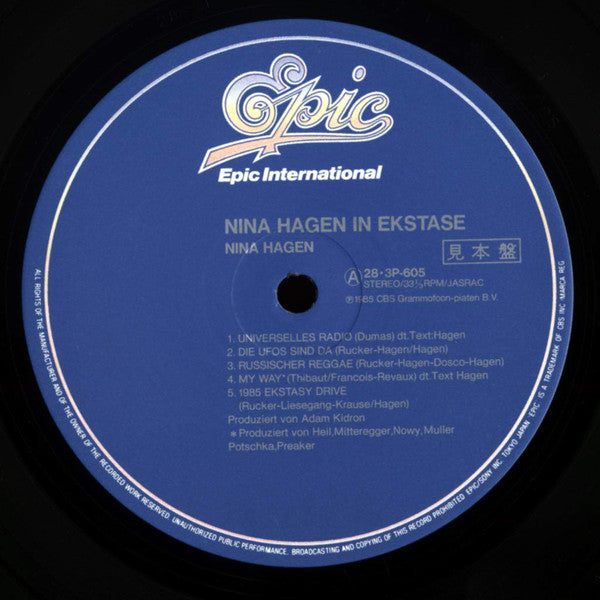 Epic
Epic International
NINA HAGEN IN EKSTASE
NINA HAGEN
見本盤
A 28・3P-605
STEREO/33⅓RPM/JASRAC
℗1985 CBS Grammofoon-platen B.V.
1. UNIVERSELLES RADIO (Dumas) dt.Text:Hagen
2. DIE UFOS SIND DA (Rucker-Hagen/Hagen)
3. RUSSISCHER REGGAE (Rucker-Hagen-Dosco-Hagen)
4. MY WAY*(Thibaut/Francois-Revaux) dt.Text Hagen
5. 1985 EKSTASY DRIVE
(Rucker-Liesegang-Krause/Hagen)
Produziert von Adam Kidron
*Produziert von Heil,Mitteregger,Nowy,Muller
Potschka,Preaker
ALL RIGHTS OF THE MANUFACTURER AND OF THE OWNER OF THE RECORDED WORK RESERVED. UNAUTHORIZED PUBLIC PERFORMANCE, BROADCASTING AND COPYING OF THIS RECORD PROHIBITED EPIC/SONY INC. TOKYO JAPAN 'EPIC' IS A TRADEMARK OF CBS INC./MARCA REG